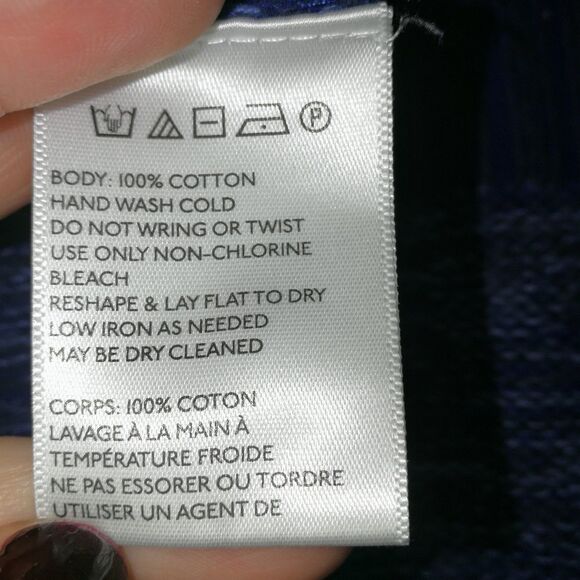 P
BODY: 100% COTTON
HAND WASH COLD
DO NOT WRING OR TWIST
USE ONLY NON-CHLORINE
BLEACH
RESHAPE & LAY FLAT TO DRY
LOW IRON AS NEEDED
MAY BE DRY CLEANED
CORPS: 100% COTON
LAVAGE À LA MAIN À
TEMPÉRATURE FROIDE
NE PAS ESSORER OU TORDRE
UTILISER UN AGENT DE